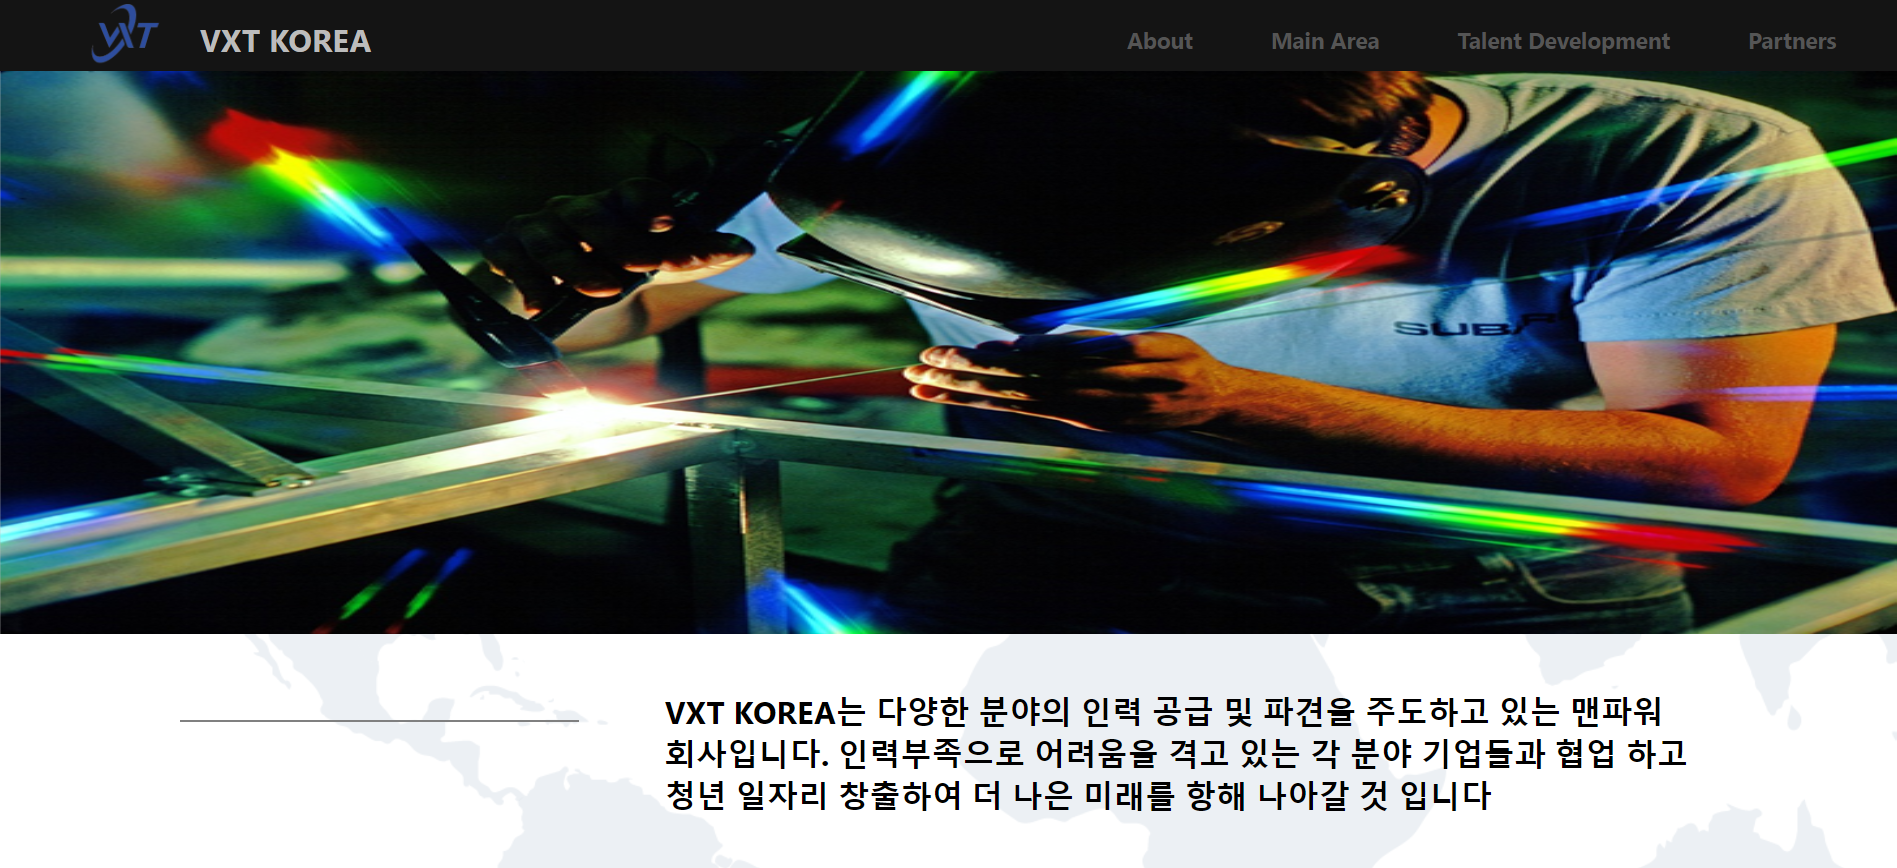 VXT
VXT KOREA
About
Main Area
Talent Development
Partners
VXT KOREA는 다양한 분야의 인력 공급 및 파견을 주도하고 있는 맨파워
회사입니다. 인력부족으로 어려움을 격고 있는 각 분야 기업들과 협업 하고
청년 일자리 창출하여 더 나은 미래를 항해 나아갈 것 입니다